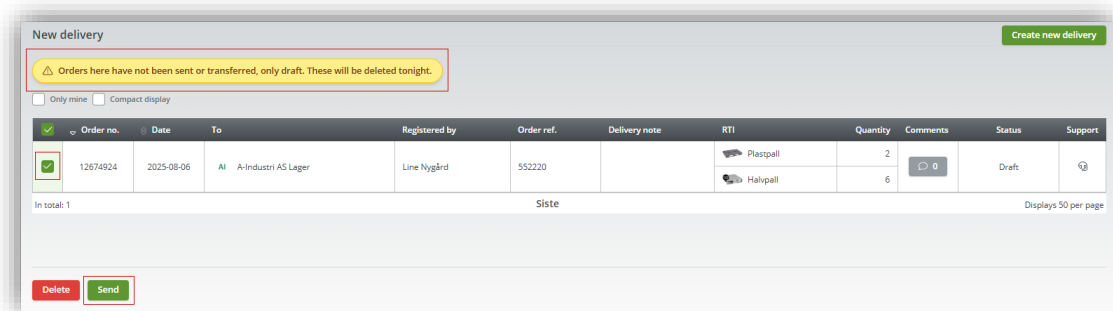 New delivery
Create new delivery
Orders here have not been sent or transferred, only draft. These will be deleted tonight.
Only mine Compact display
Order no. Date To Registered by Order ref. Delivery note RTI Quantity Comments Status Support
12674924 2025-08-06 AI A-Industri AS Lager Line Nygård 552220 Plastpall 2 0 Draft
Halvpall 6
In total: 1 Siste Displays 50 per page
Delete Send